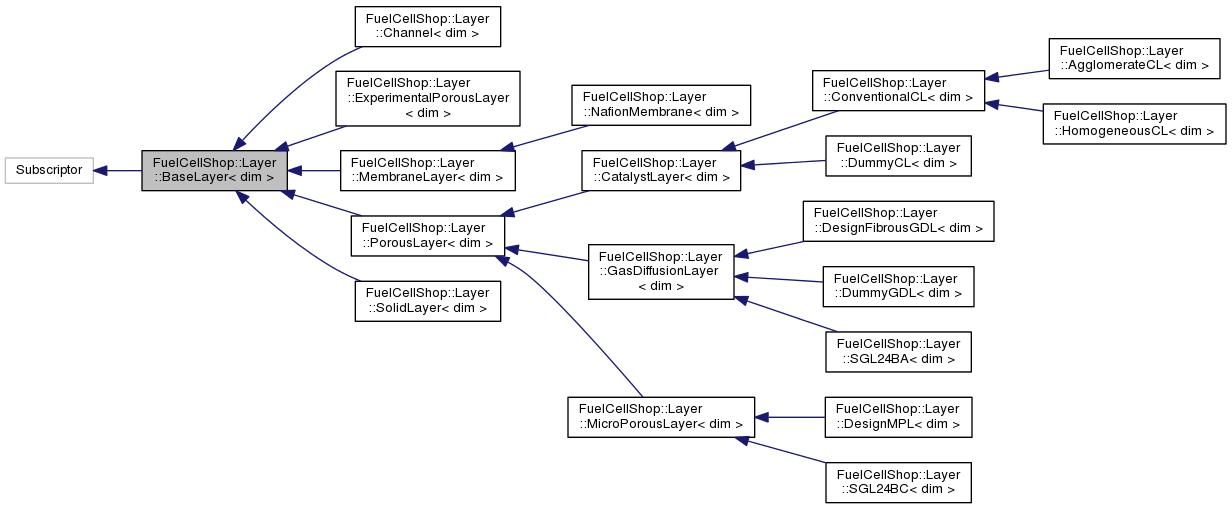 Subscriptor
FuelCellShop::Layer
::BaseLayer< dim >
FuelCellShop::Layer
::Channel< dim >
FuelCellShop::Layer
::ExperimentalPorousLayer
< dim >
FuelCellShop::Layer
::MembraneLayer< dim >
FuelCellShop::Layer
::PorousLayer< dim >
FuelCellShop::Layer
::SolidLayer< dim >
FuelCellShop::Layer
::NafionMembrane< dim >
FuelCellShop::Layer
::CatalystLayer< dim >
FuelCellShop::Layer
::GasDiffusionLayer
< dim >
FuelCellShop::Layer
::MicroPorousLayer< dim >
FuelCellShop::Layer
::ConventionalCL< dim >
FuelCellShop::Layer
::DummyCL< dim >
FuelCellShop::Layer
::DesignFibrousGDL< dim >
FuelCellShop::Layer
::DummyGDL< dim >
FuelCellShop::Layer
::SGL24BA< dim >
FuelCellShop::Layer
::DesignMPL< dim >
FuelCellShop::Layer
::SGL24BC< dim >
FuelCellShop::Layer
::AgglomerateCL< dim >
FuelCellShop::Layer
::HomogeneousCL< dim >